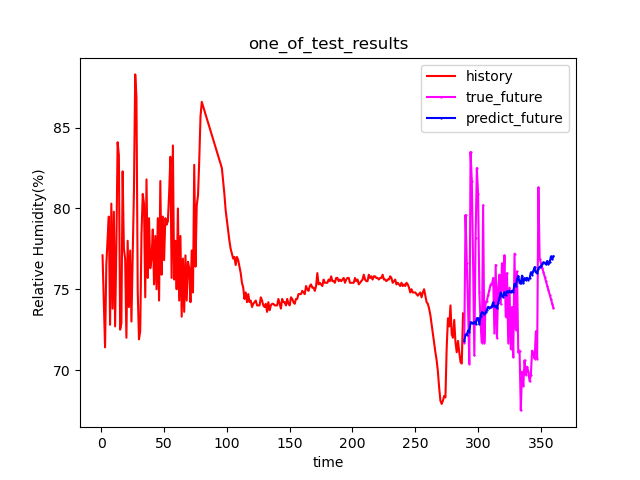 one_of_test_results
history
true_future
predict_future
85
80
75
70
Relative Humidity(%)
0 50 100 150 200 250 300 350
time